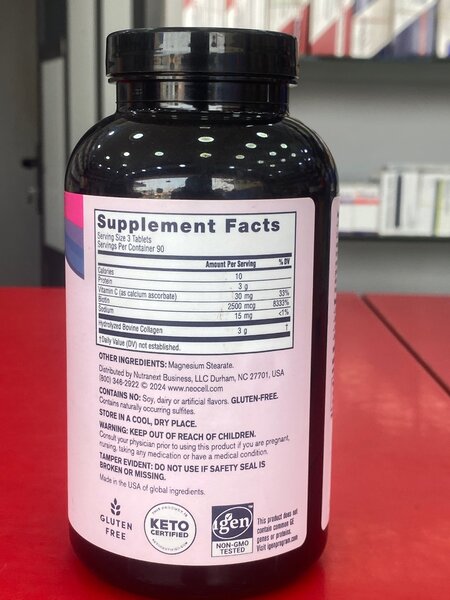 Supplement Facts
Serving Size 3 Tablets
Servings Per Container 90
Amount Per Serving % DV
Calories 10
Protein 3 g
Vitamin C (as calcium ascorbate) 30 mg 33%
Biotin 2500 mcg 8333%
Sodium 15 mg <1%
Hydrolyzed Bovine Collagen 3 g †
†Daily Value (DV) not established.
OTHER INGREDIENTS: Magnesium Stearate.
Distributed by Nutranext Business, LLC Durham, NC 27701, USA
(800) 346-2922 © 2024 www.neocell.com
CONTAINS NO: Soy, dairy or artificial flavors. GLUTEN-FREE.
Contains naturally occurring sulfites.
STORE IN A COOL, DRY PLACE.
WARNING: KEEP OUT OF REACH OF CHILDREN.
Consult your physician prior to using this product if you are pregnant,
nursing, taking any medication or have a medical condition.
TAMPER EVIDENT: DO NOT USE IF SAFETY SEAL IS
BROKEN OR MISSING.
Made in the USA of global ingredients.
GLUTEN
FREE
THIS PRODUCT IS
KETO
CERTIFIED
igen
NON-GMO
TESTED
This product does not
contain common GE
genes or proteins.
Visit igenprogram.com